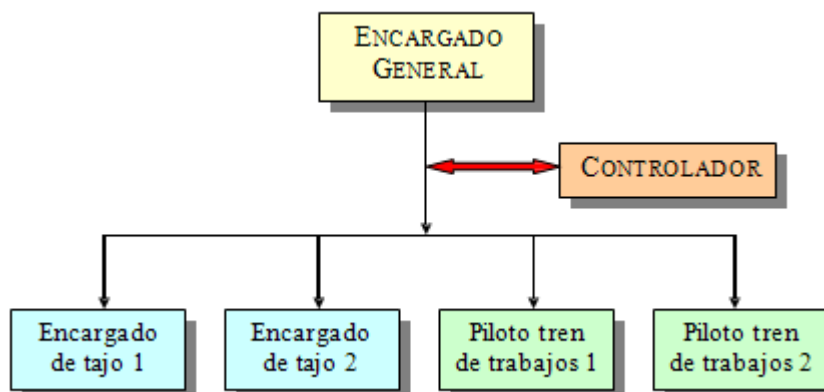 ENCARGADO
GENERAL
CONTROLADOR
Encargado
de tajo 1
Encargado
de tajo 2
Piloto tren
de trabajos 1
Piloto tren
de trabajos 2